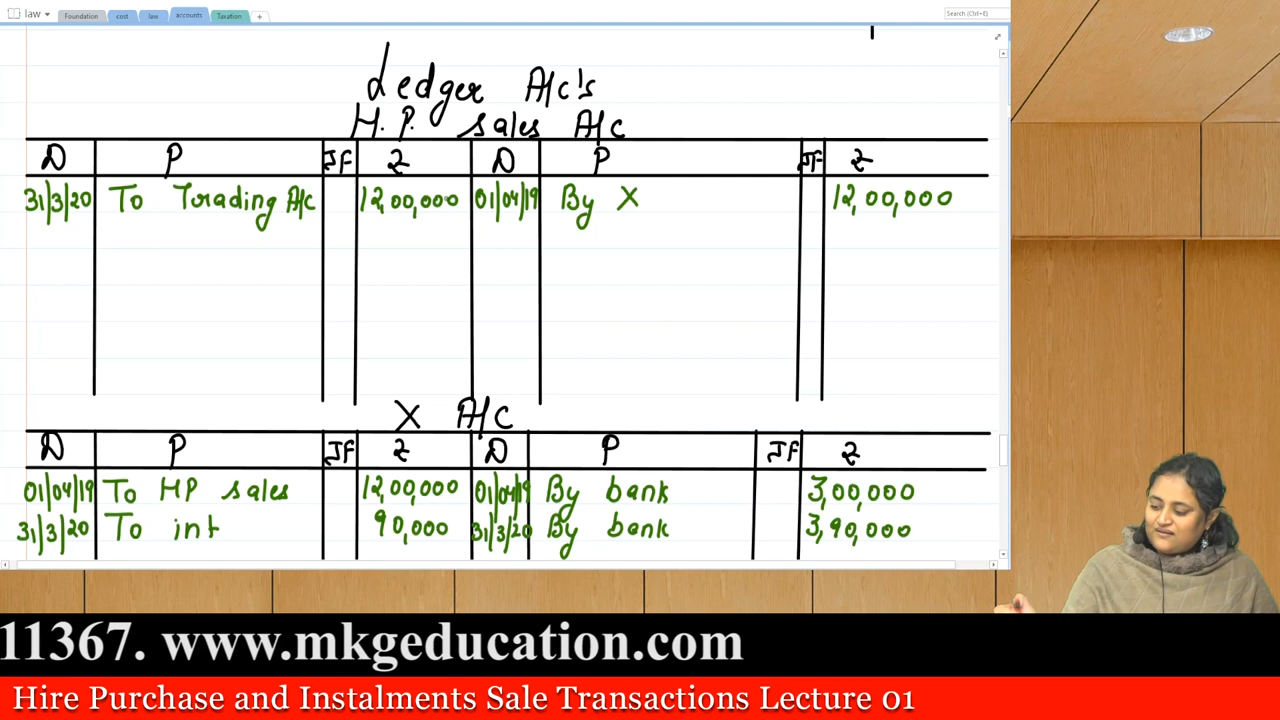 law Foundation cost law accounts Taxation + Search (Ctrl+E)
Ledger A/c's
H.P. sales A/c
D P JF ₹ D P JF ₹
31/3/20 To Trading A/c 12,00,000 01/04/19 By X 12,00,000
X A/c
D P JF ₹ D P JF ₹
01/04/19 To HP sales 12,00,000 01/04/19 By bank 3,00,000
31/3/20 To int 90,000 31/3/20 By bank 3,90,000
11367. www.mkgeducation.com
Hire Purchase and Instalments Sale Transactions Lecture 01